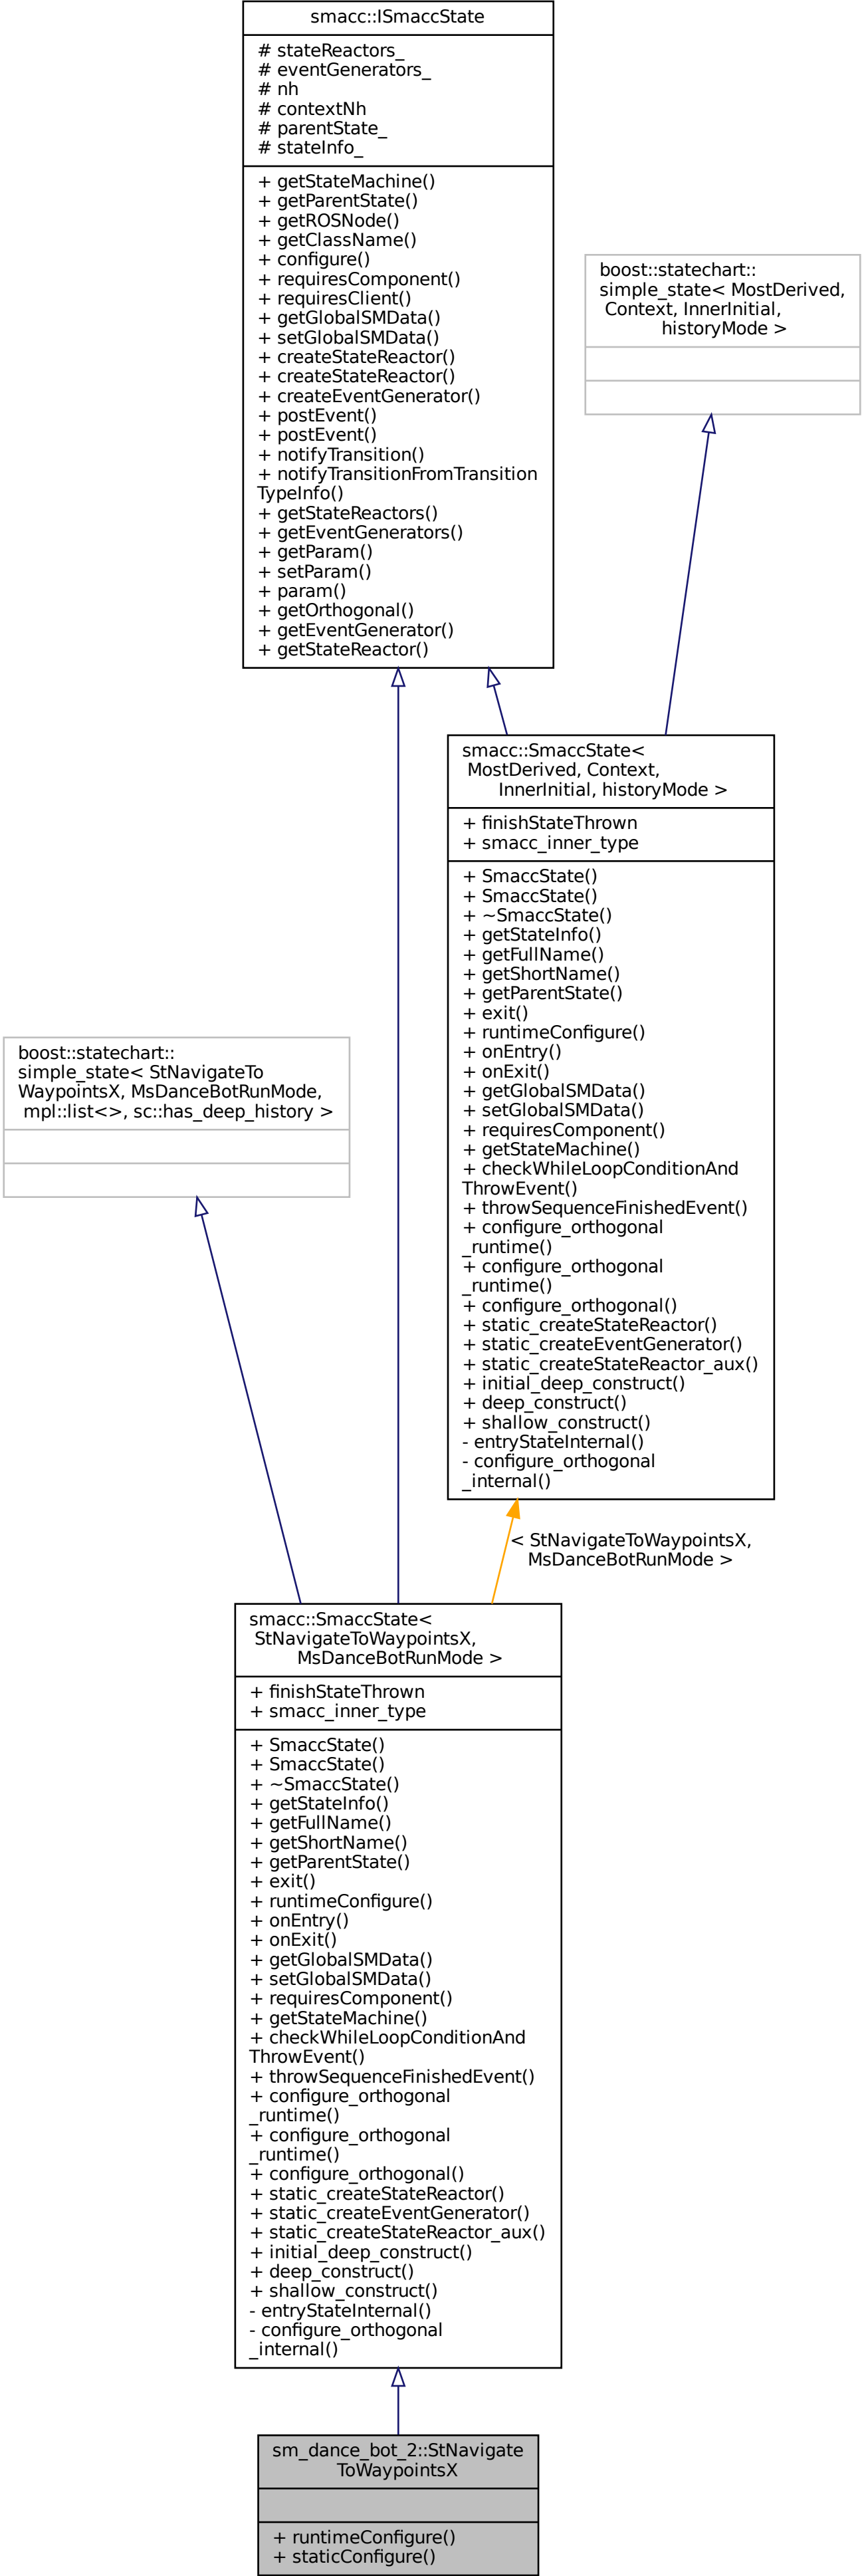 smacc::ISmaccState
# stateReactors_
# eventGenerators_
# nh
# contextNh
# parentState_
# stateInfo_
+ getStateMachine()
+ getParentState()
+ getROSNode()
+ getClassName()
+ configure()
+ requiresComponent()
+ requiresClient()
+ getGlobalSMData()
+ setGlobalSMData()
+ createStateReactor()
+ createStateReactor()
+ createEventGenerator()
+ postEvent()
+ postEvent()
+ notifyTransition()
+ notifyTransitionFromTransition
TypeInfo()
+ getStateReactors()
+ getEventGenerators()
+ getParam()
+ setParam()
+ param()
+ getOrthogonal()
+ getEventGenerator()
+ getStateReactor()
boost::statechart::
simple_state< MostDerived,
Context, InnerInitial,
historyMode >
smacc::SmaccState<
MostDerived, Context,
InnerInitial, historyMode >
+ finishStateThrown
+ smacc_inner_type
+ SmaccState()
+ SmaccState()
+ ~SmaccState()
+ getStateInfo()
+ getFullName()
+ getShortName()
+ getParentState()
+ exit()
+ runtimeConfigure()
+ onEntry()
+ onExit()
+ getGlobalSMData()
+ setGlobalSMData()
+ requiresComponent()
+ getStateMachine()
+ checkWhileLoopConditionAnd
ThrowEvent()
+ throwSequenceFinishedEvent()
+ configure_orthogonal
_runtime()
+ configure_orthogonal
_runtime()
+ configure_orthogonal()
+ static_createStateReactor()
+ static_createEventGenerator()
+ static_createStateReactor_aux()
+ initial_deep_construct()
+ deep_construct()
+ shallow_construct()
- entryStateInternal()
- configure_orthogonal
_internal()
boost::statechart::
simple_state< StNavigateTo
WaypointsX, MsDanceBotRunMode,
mpl::list<>, sc::has_deep_history >
< StNavigateToWaypointsX,
MsDanceBotRunMode >
smacc::SmaccState<
StNavigateToWaypointsX,
MsDanceBotRunMode >
+ finishStateThrown
+ smacc_inner_type
+ SmaccState()
+ SmaccState()
+ ~SmaccState()
+ getStateInfo()
+ getFullName()
+ getShortName()
+ getParentState()
+ exit()
+ runtimeConfigure()
+ onEntry()
+ onExit()
+ getGlobalSMData()
+ setGlobalSMData()
+ requiresComponent()
+ getStateMachine()
+ checkWhileLoopConditionAnd
ThrowEvent()
+ throwSequenceFinishedEvent()
+ configure_orthogonal
_runtime()
+ configure_orthogonal
_runtime()
+ configure_orthogonal()
+ static_createStateReactor()
+ static_createEventGenerator()
+ static_createStateReactor_aux()
+ initial_deep_construct()
+ deep_construct()
+ shallow_construct()
- entryStateInternal()
- configure_orthogonal
_internal()
sm_dance_bot_2::StNavigate
ToWaypointsX
+ runtimeConfigure()
+ staticConfigure()